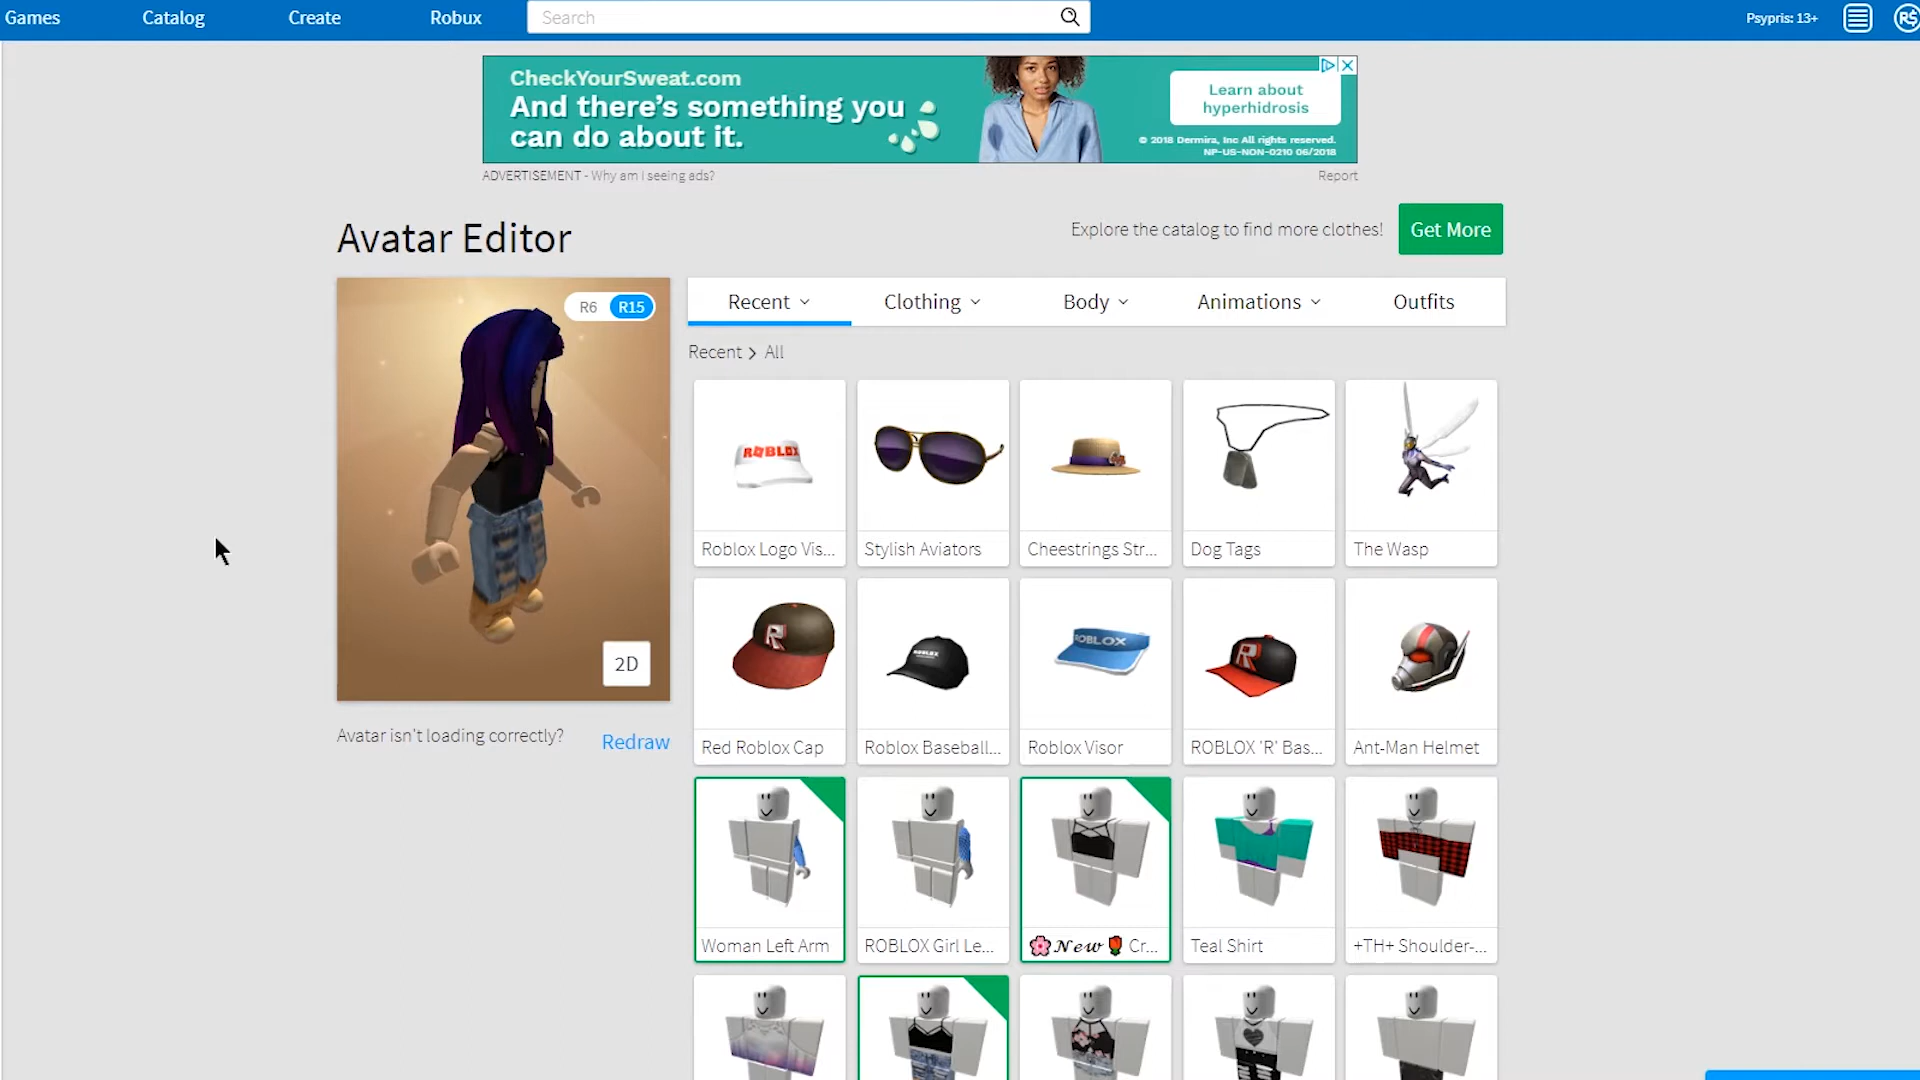 Games
Catalog
Create
Robux
Search
Psypris: 13+
R$
CheckYourSweat.com
And there's something you
can do about it.
Learn about
hyperhidrosis
© 2018 Dermira, Inc All rights reserved.
NP-US-NON-0210 06/2018
ADVERTISEMENT - Why am I seeing ads?
Report
Avatar Editor
Explore the catalog to find more clothes!
Get More
R6
R15
2D
Avatar isn't loading correctly?
Redraw
Recent
Clothing
Body
Animations
Outfits
Recent > All
ROBLOX
Roblox Logo Vis...
Stylish Aviators
Cheestrings Str...
Dog Tags
The Wasp
R
ROBLOX
ROBLOX
R
Red Roblox Cap
Roblox Baseball...
Roblox Visor
ROBLOX 'R' Bas...
Ant-Man Helmet
Woman Left Arm
ROBLOX Girl Le...
🌸𝓝𝓮𝔀🌹 Cr...
Teal Shirt
+TH+ Shoulder-...